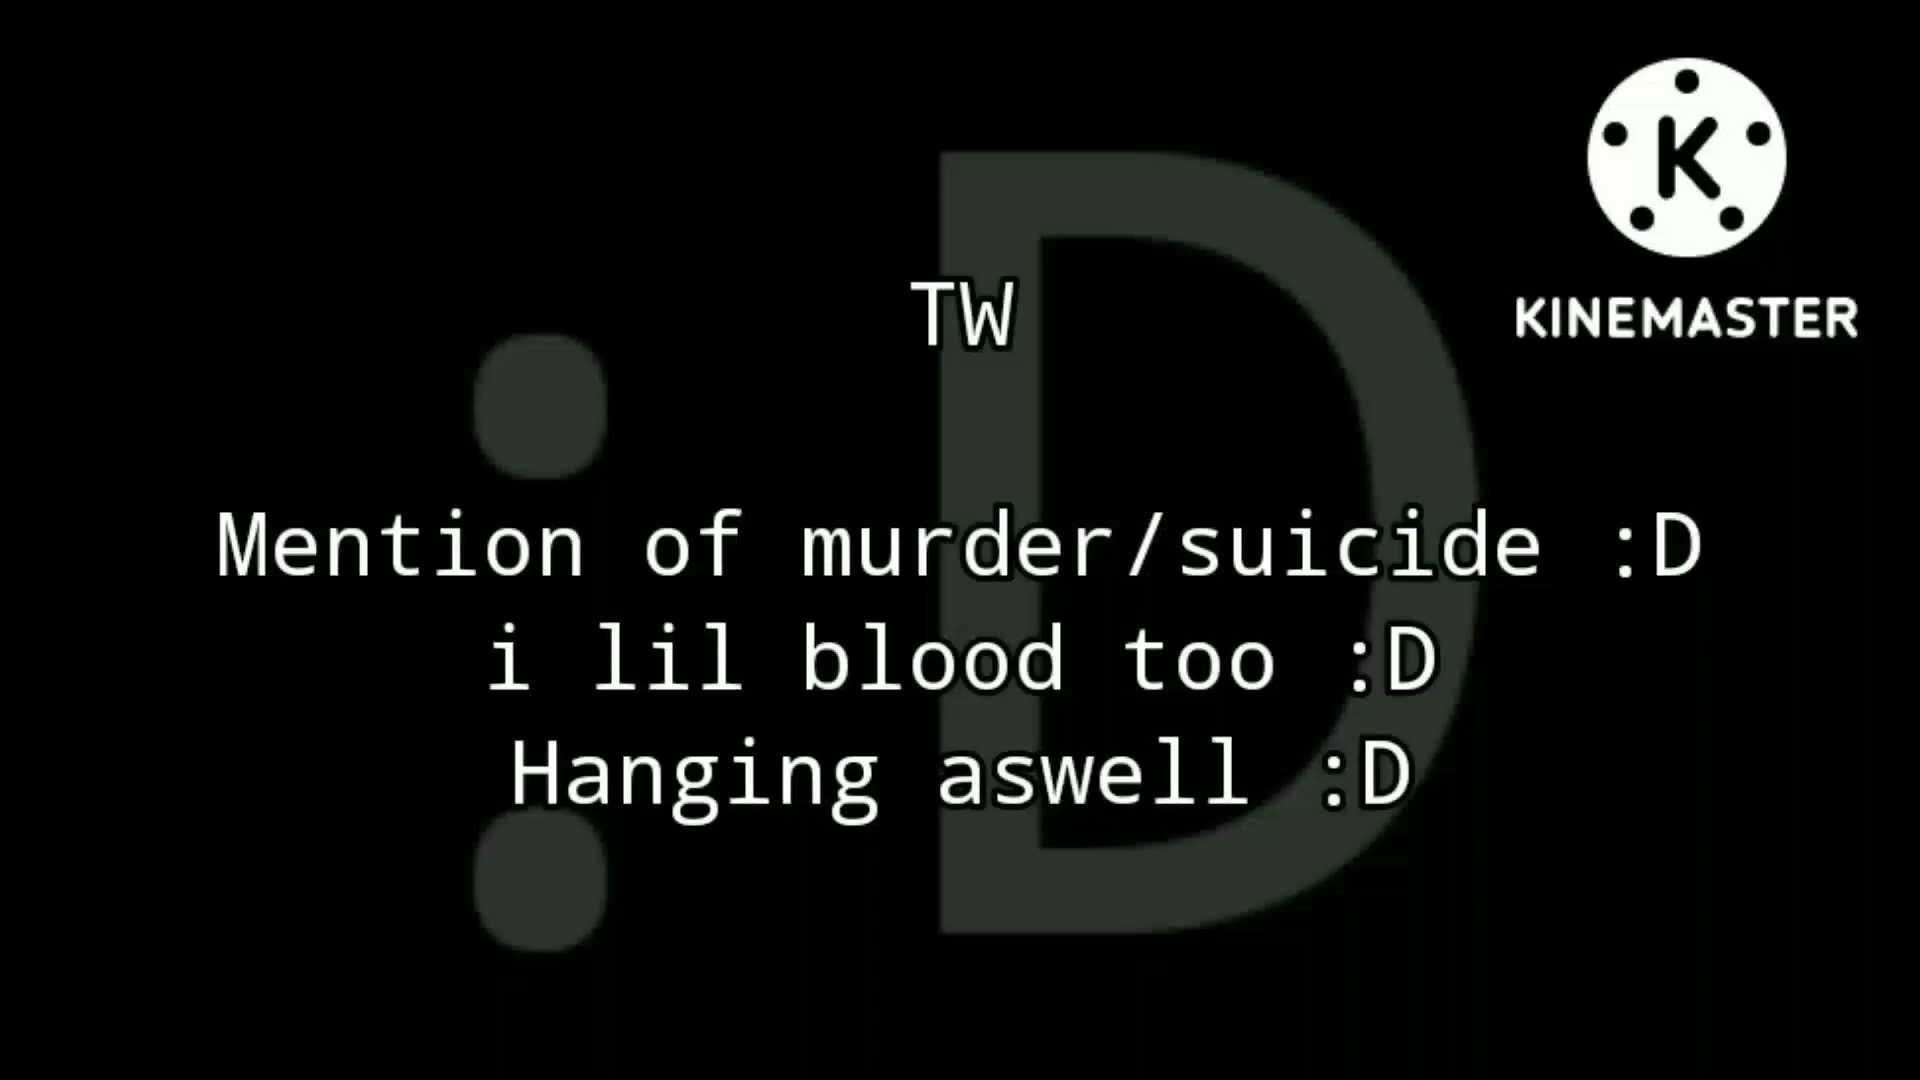 K
KINEMASTER
:D
TW
Mention of murder/suicide :D
i lil blood too :D
Hanging aswell :D